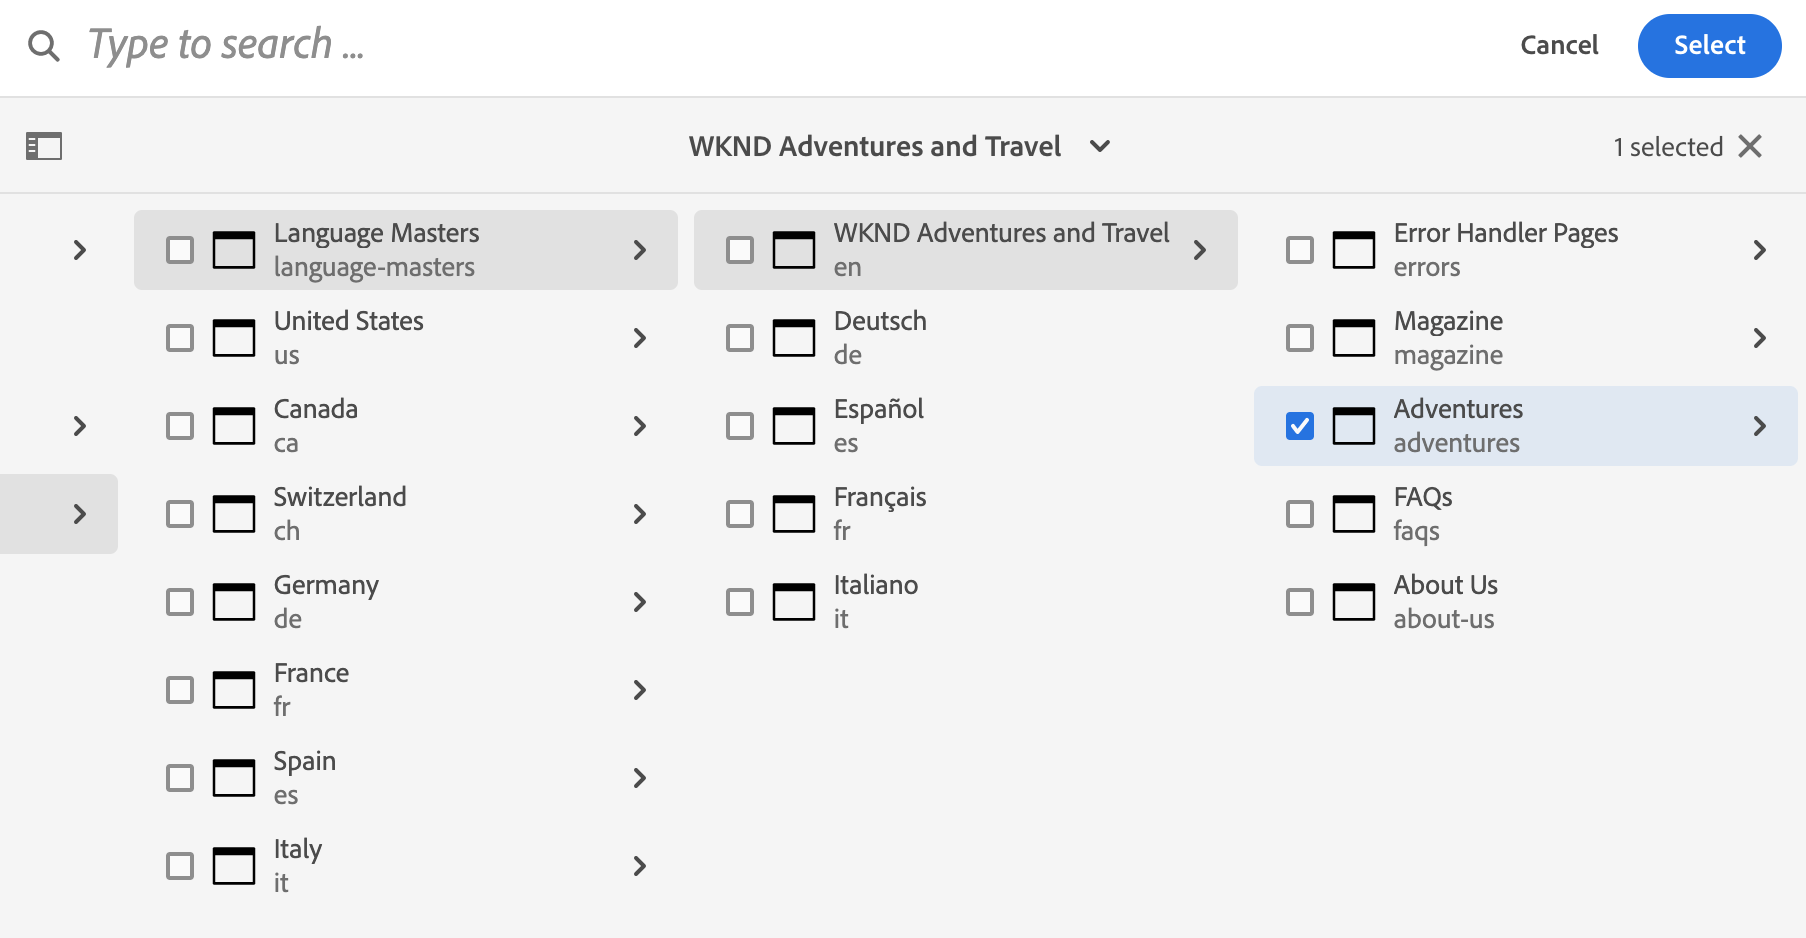 Type to search ...
Cancel
Select
WKND Adventures and Travel
1 selected
Language Masters
language-masters
United States
us
Canada
ca
Switzerland
ch
Germany
de
France
fr
Spain
es
Italy
it
WKND Adventures and Travel
en
Deutsch
de
Español
es
Français
fr
Italiano
it
Error Handler Pages
errors
Magazine
magazine
Adventures
adventures
FAQs
faqs
About Us
about-us